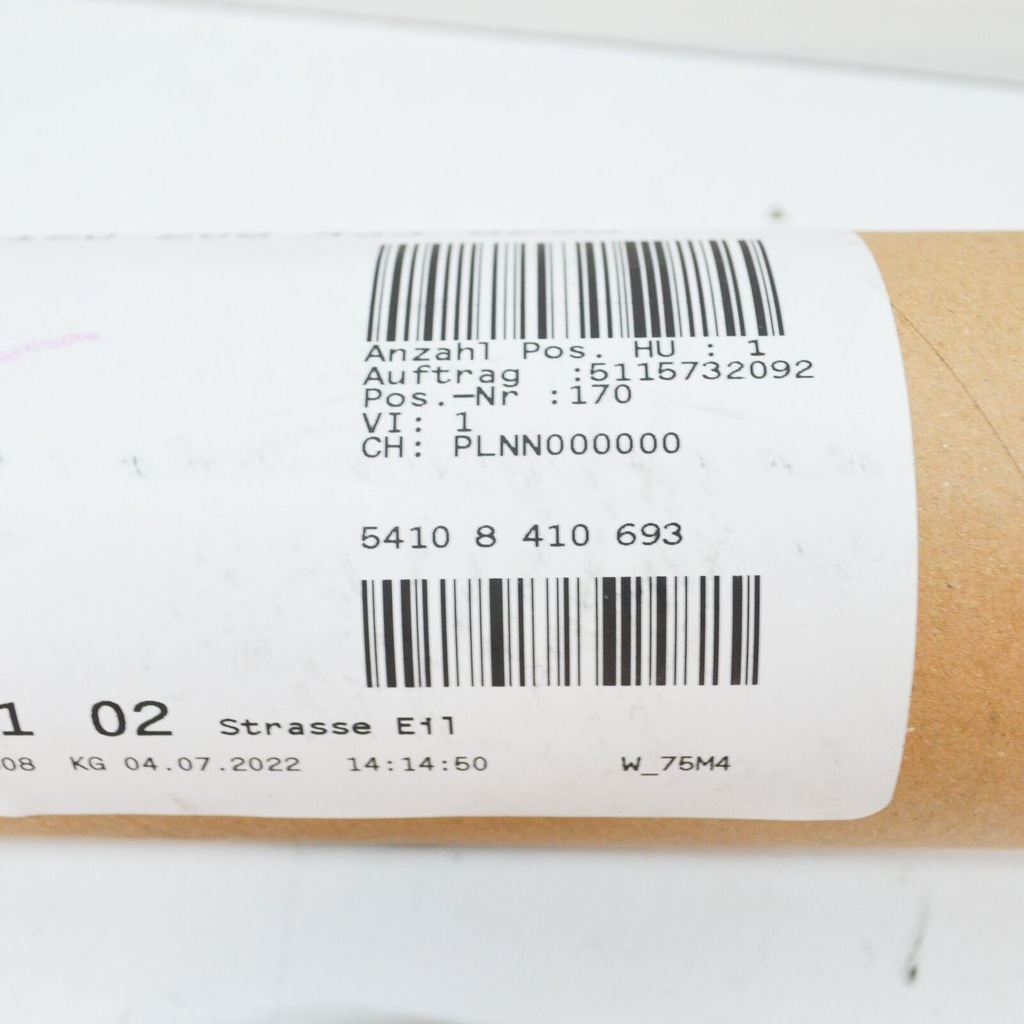 Anzahl Pos. HU : 1
Auftrag :5115732092
Pos.-Nr :170
VI: 1
CH: PLNN000000
5410 8 410 693
1 02 Strasse Eil
08 KG 04.07.2022 14:14:50 W_75M4